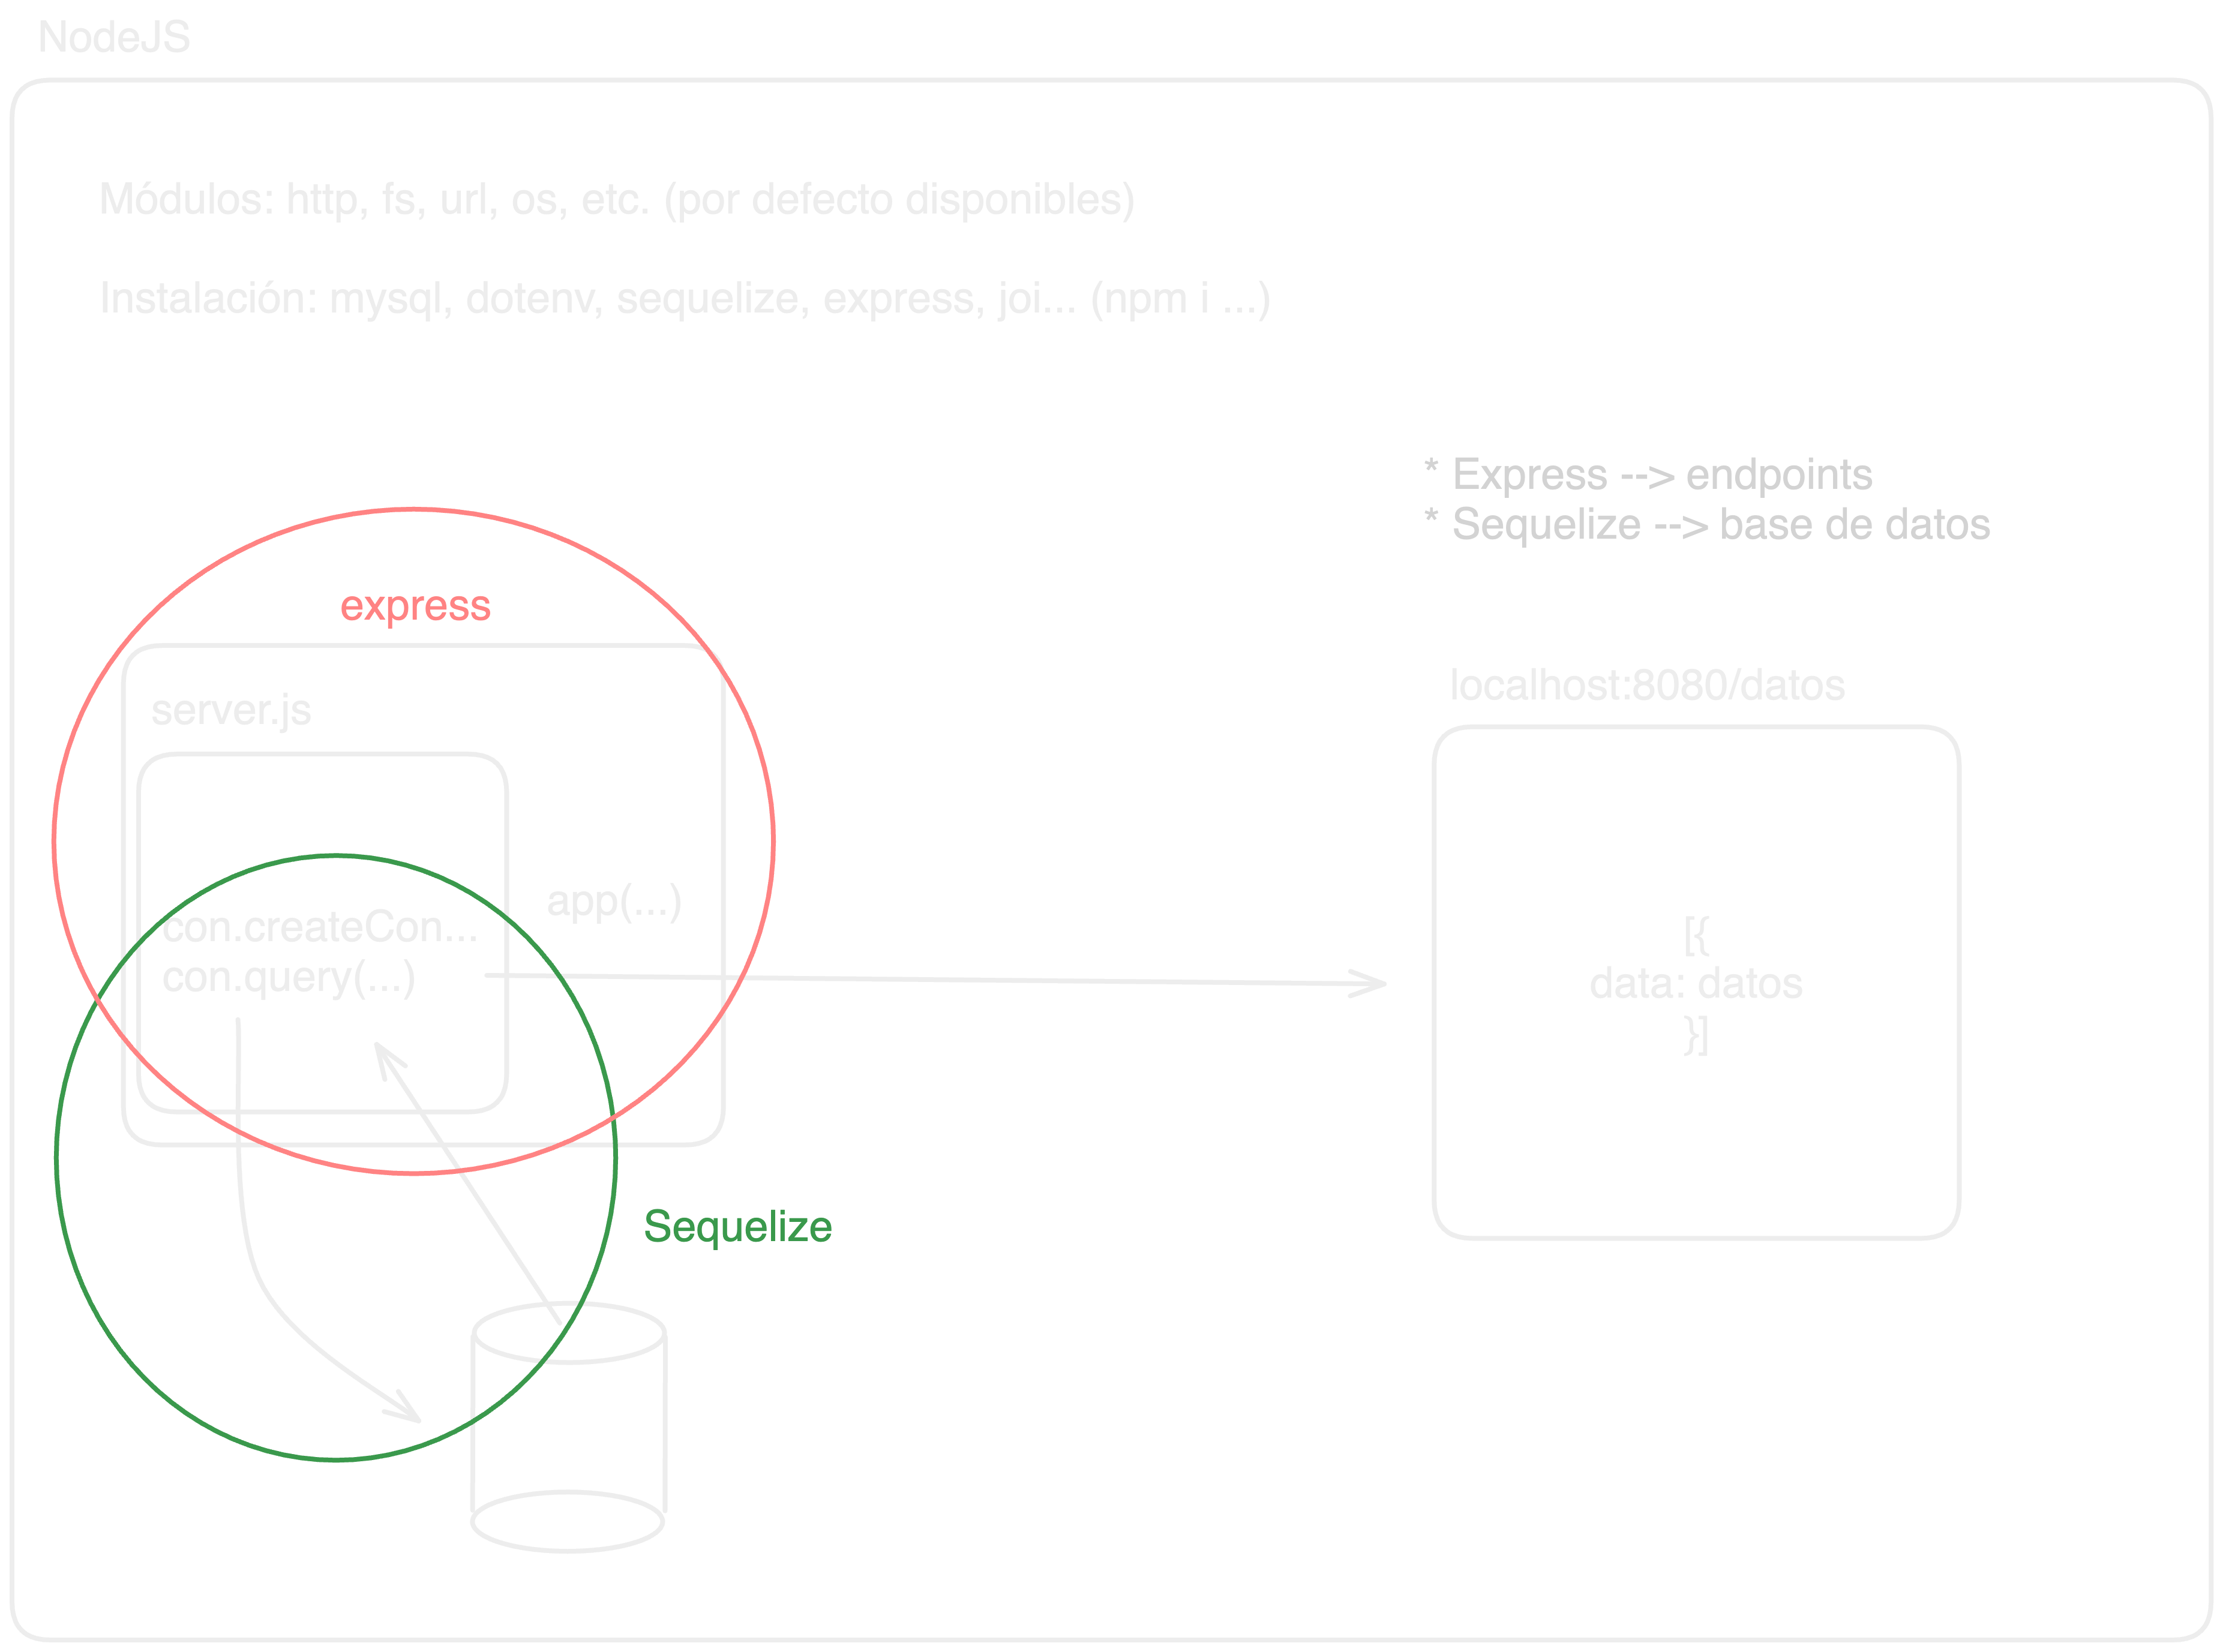 NodeJS
Módulos: http, fs, url, os, etc. (por defecto disponibles)
Instalación: mysql, dotenv, sequelize, express, joi... (npm i ...)
* Express --> endpoints
* Sequelize --> base de datos
express
localhost:8080/datos
server.js
app(...)
con.createCon...
con.query(...)
[{
data: datos
}]
Sequelize